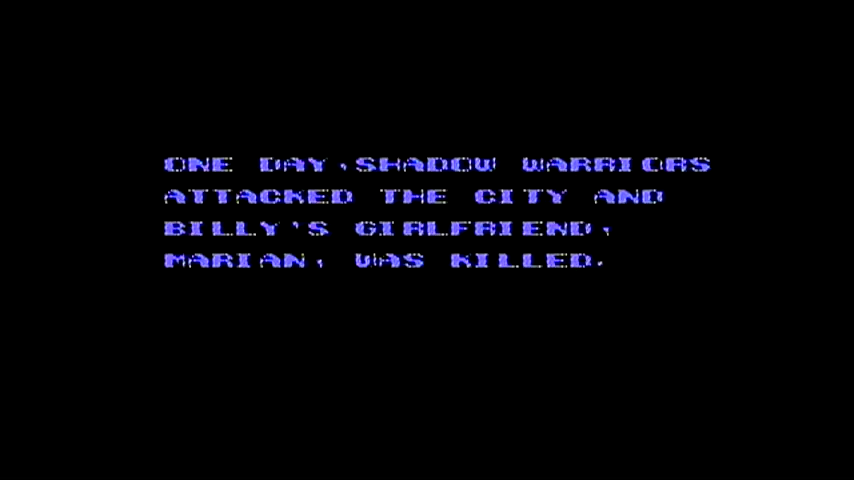 ONE DAY,SHADOW WARRIORS
ATTACKED THE CITY AND
BILLY'S GIRLFRIEND,
MARIAN, WAS KILLED.